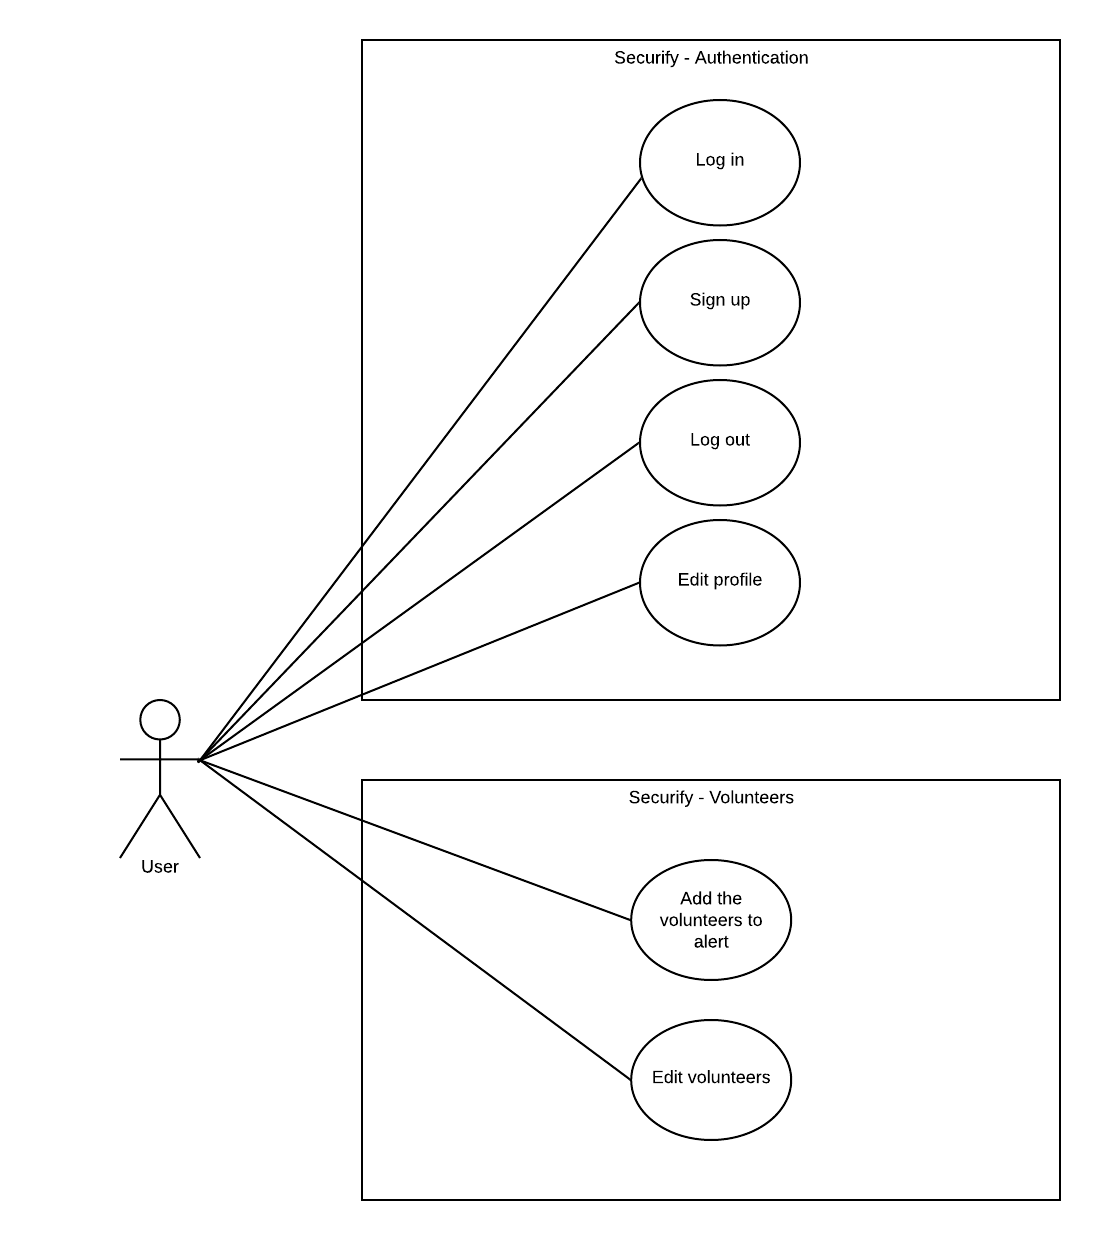 Securify - Authentication
Log in
Sign up
Log out
Edit profile
User
Securify - Volunteers
Add the
volunteers to
alert
Edit volunteers